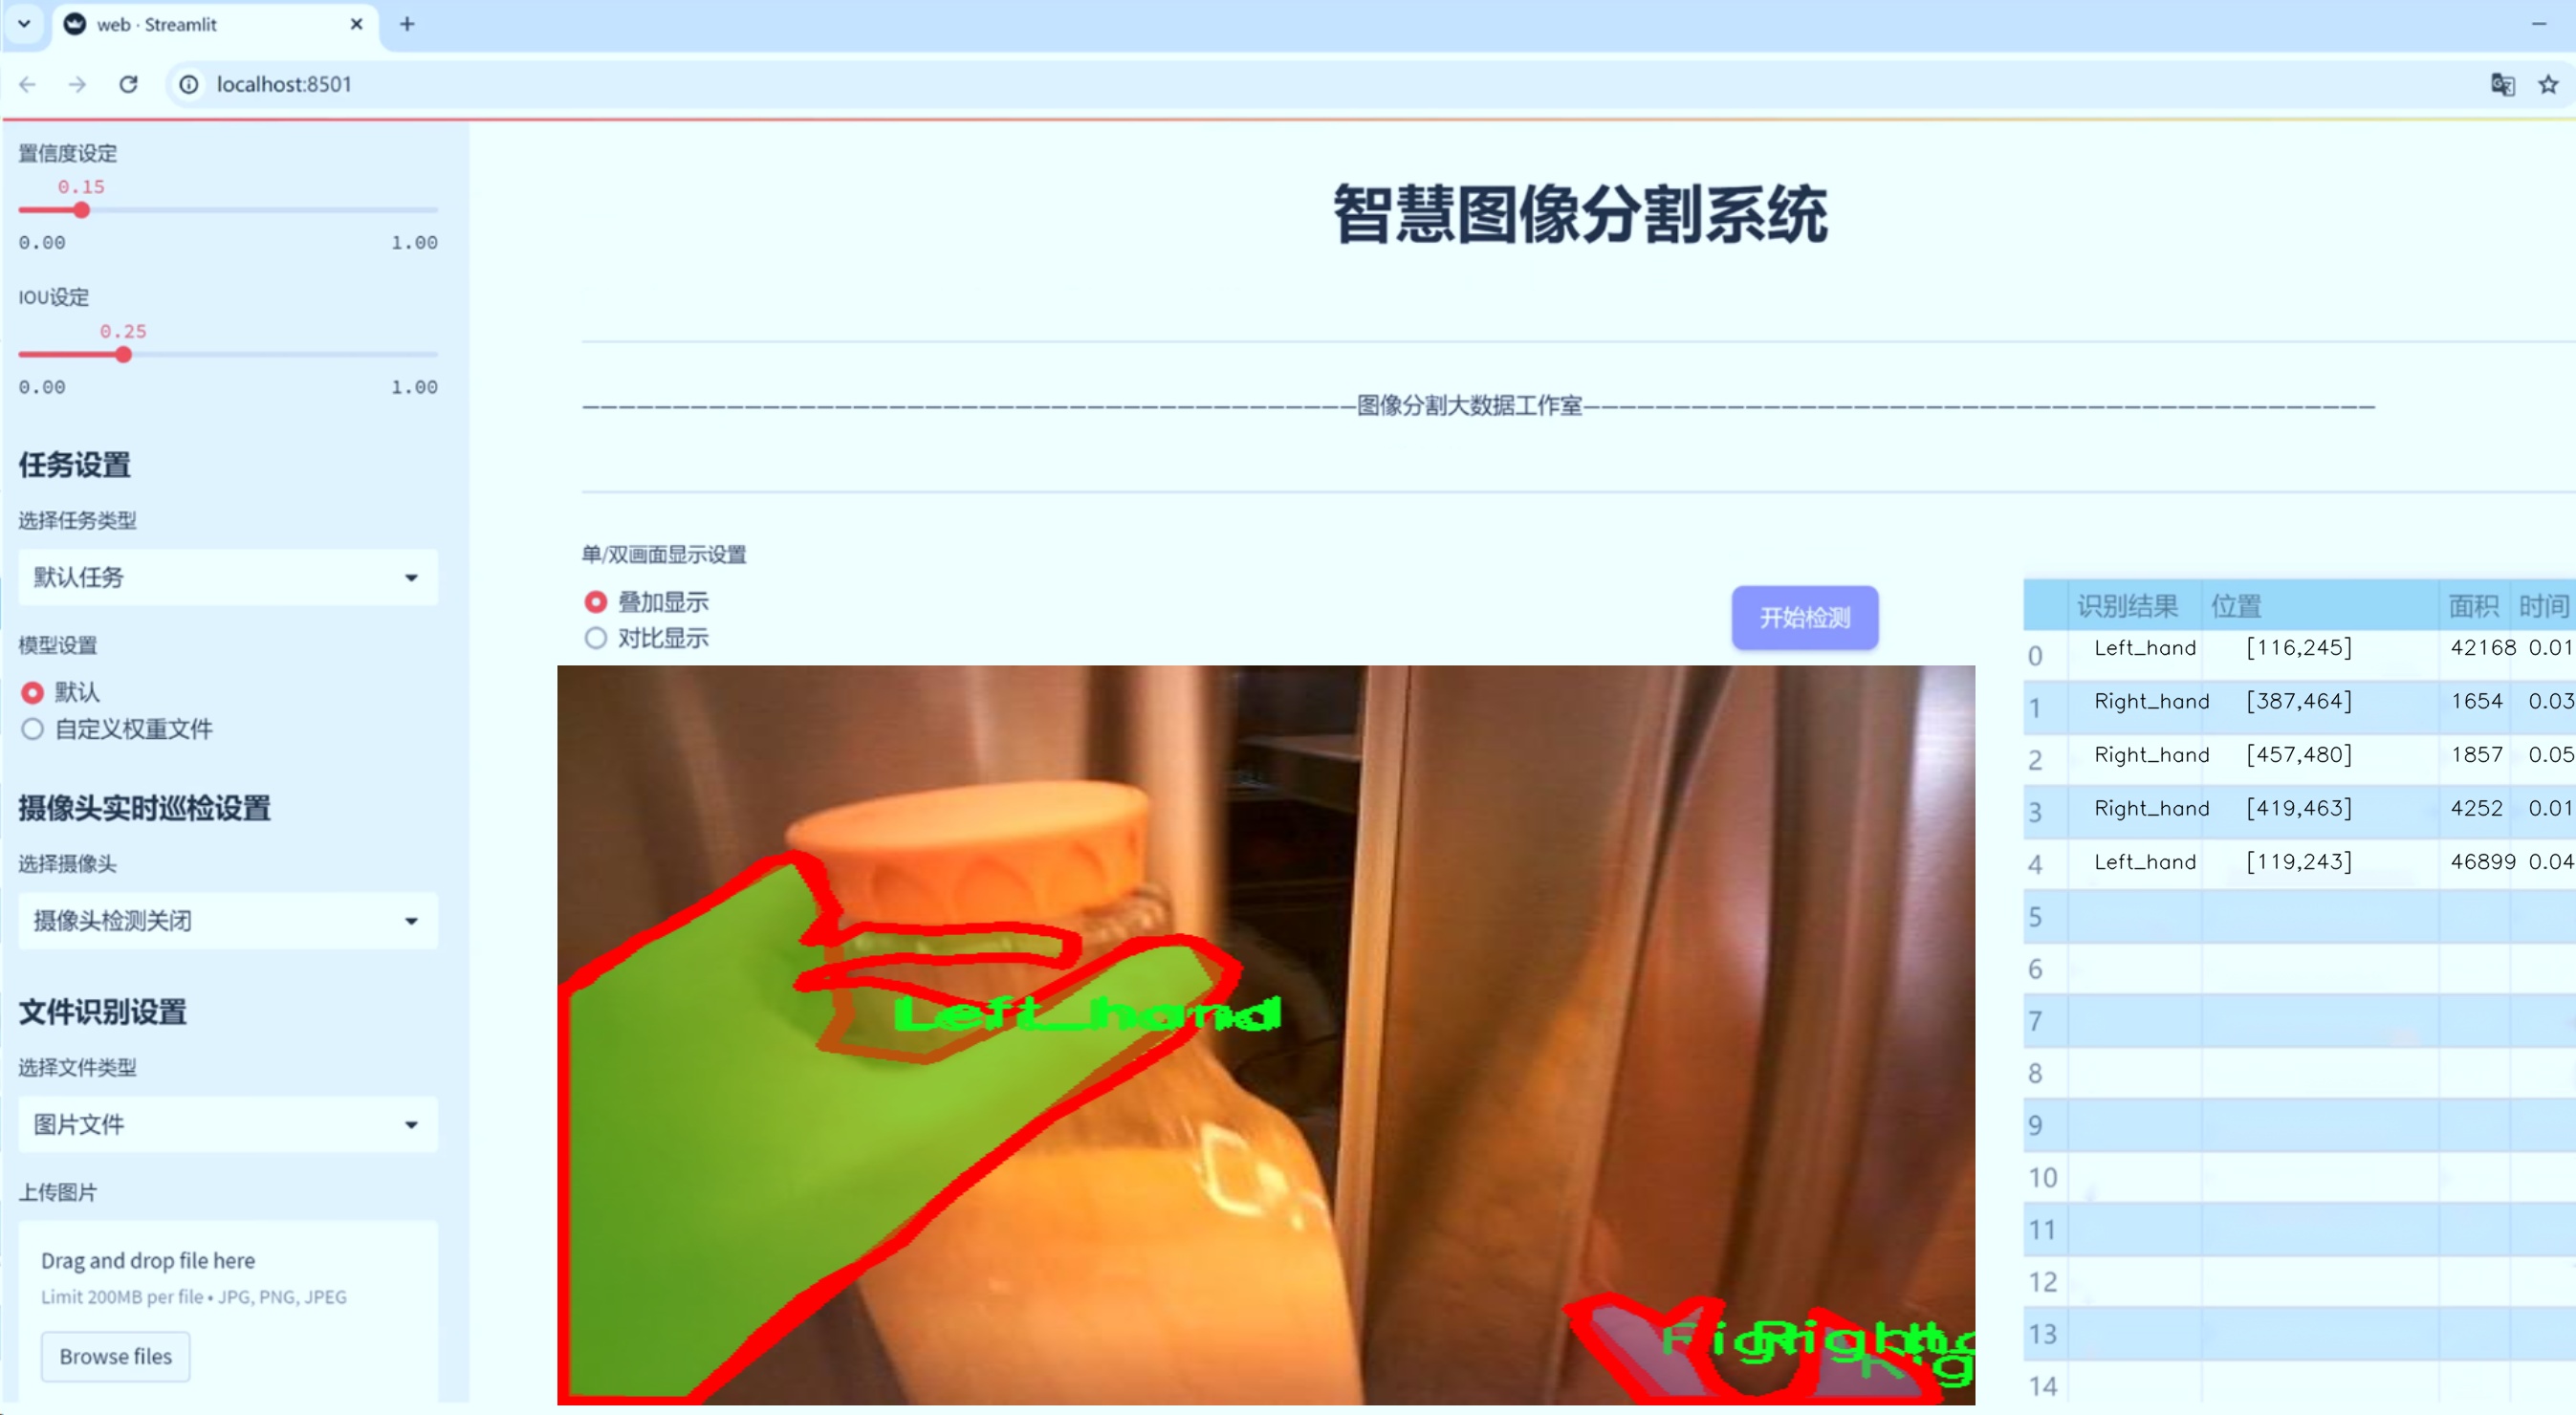 web · Streamlit
localhost:8501
置信度设定
0.15
0.00 1.00
IOU设定
0.25
0.00 1.00
任务设置
选择任务类型
默认任务
模型设置
默认
自定义权重文件
摄像头实时巡检设置
选择摄像头
摄像头检测关闭
文件识别设置
选择文件类型
图片文件
上传图片
Drag and drop file here
Limit 200MB per file • JPG, PNG, JPEG
Browse files
智慧图像分割系统
图像分割大数据工作室
单/双画面显示设置
叠加显示
对比显示
开始检测
Left_hand
识别结果 位置 面积 时间
0 Left_hand [116,245] 42168 0.01
1 Right_hand [387,464] 1654 0.03
2 Right_hand [457,480] 1857 0.05
3 Right_hand [419,463] 4252 0.01
4 Left_hand [119,243] 46899 0.04
5
6
7
8
9
10
11
12
13
14